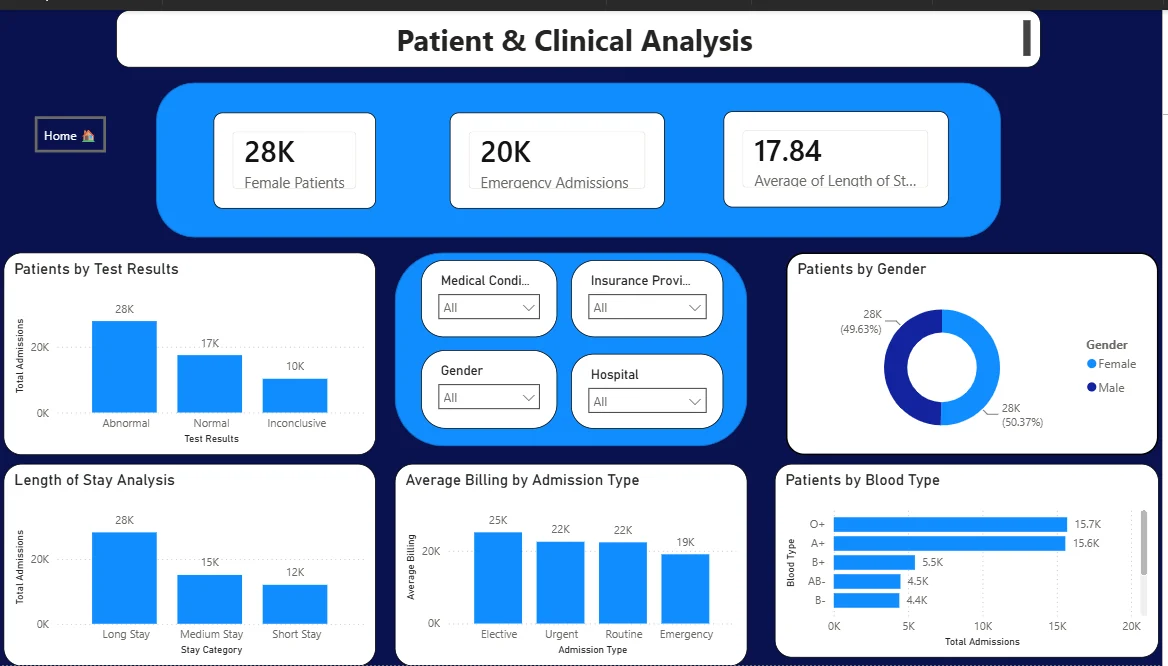 Patient & Clinical Analysis
Home
28K
Female Patients
20K
Emergency Admissions
17.84
Average of Length of St...
Patients by Test Results
Total Admissions
20K
0K
28K
17K
10K
Abnormal
Normal
Inconclusive
Test Results
Medical Condi...
All
Insurance Provi...
All
Gender
All
Hospital
All
Patients by Gender
28K
(49.63%)
28K
(50.37%)
Gender
Female
Male
Length of Stay Analysis
Total Admissions
20K
0K
28K
15K
12K
Long Stay
Medium Stay
Short Stay
Stay Category
Average Billing by Admission Type
Average Billing
20K
0K
25K
22K
22K
19K
Elective
Urgent
Routine
Emergency
Admission Type
Patients by Blood Type
Blood Type
O+ 15.7K
A+ 15.6K
B+ 5.5K
AB- 4.5K
B- 4.4K
0K 5K 10K 15K 20K
Total Admissions